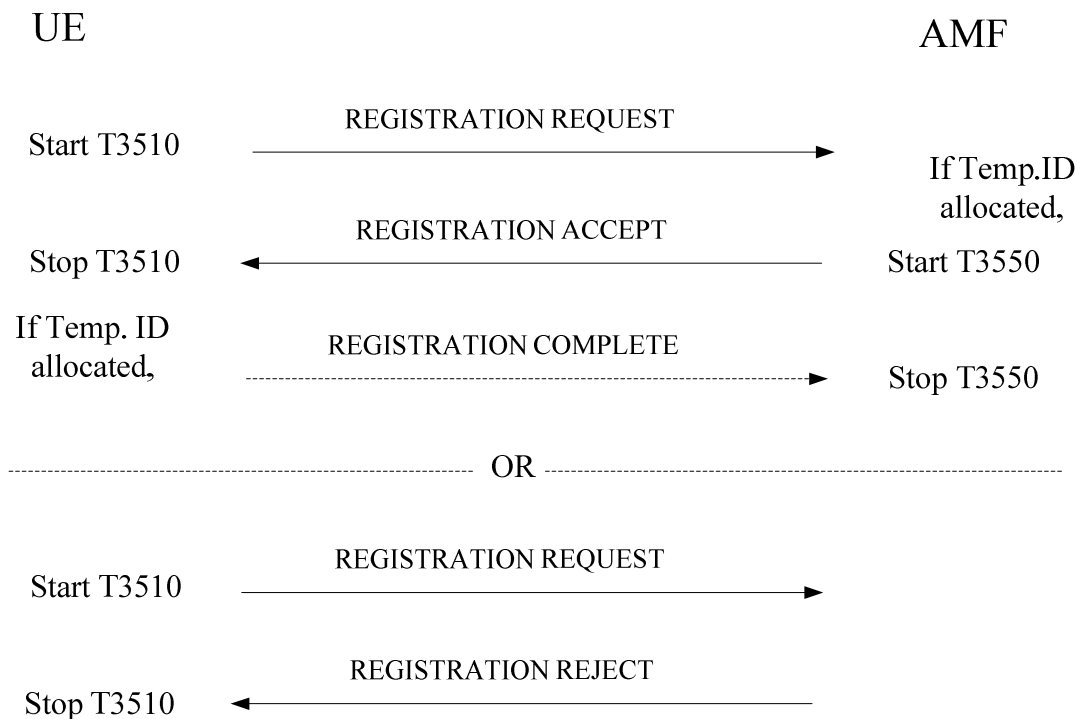 UE
AMF
REGISTRATION REQUEST
Start T3510
If Temp.ID
allocated,
REGISTRATION ACCEPT
Stop T3510
Start T3550
If Temp. ID
allocated,
REGISTRATION COMPLETE
Stop T3550
OR
REGISTRATION REQUEST
Start T3510
REGISTRATION REJECT
Stop T3510